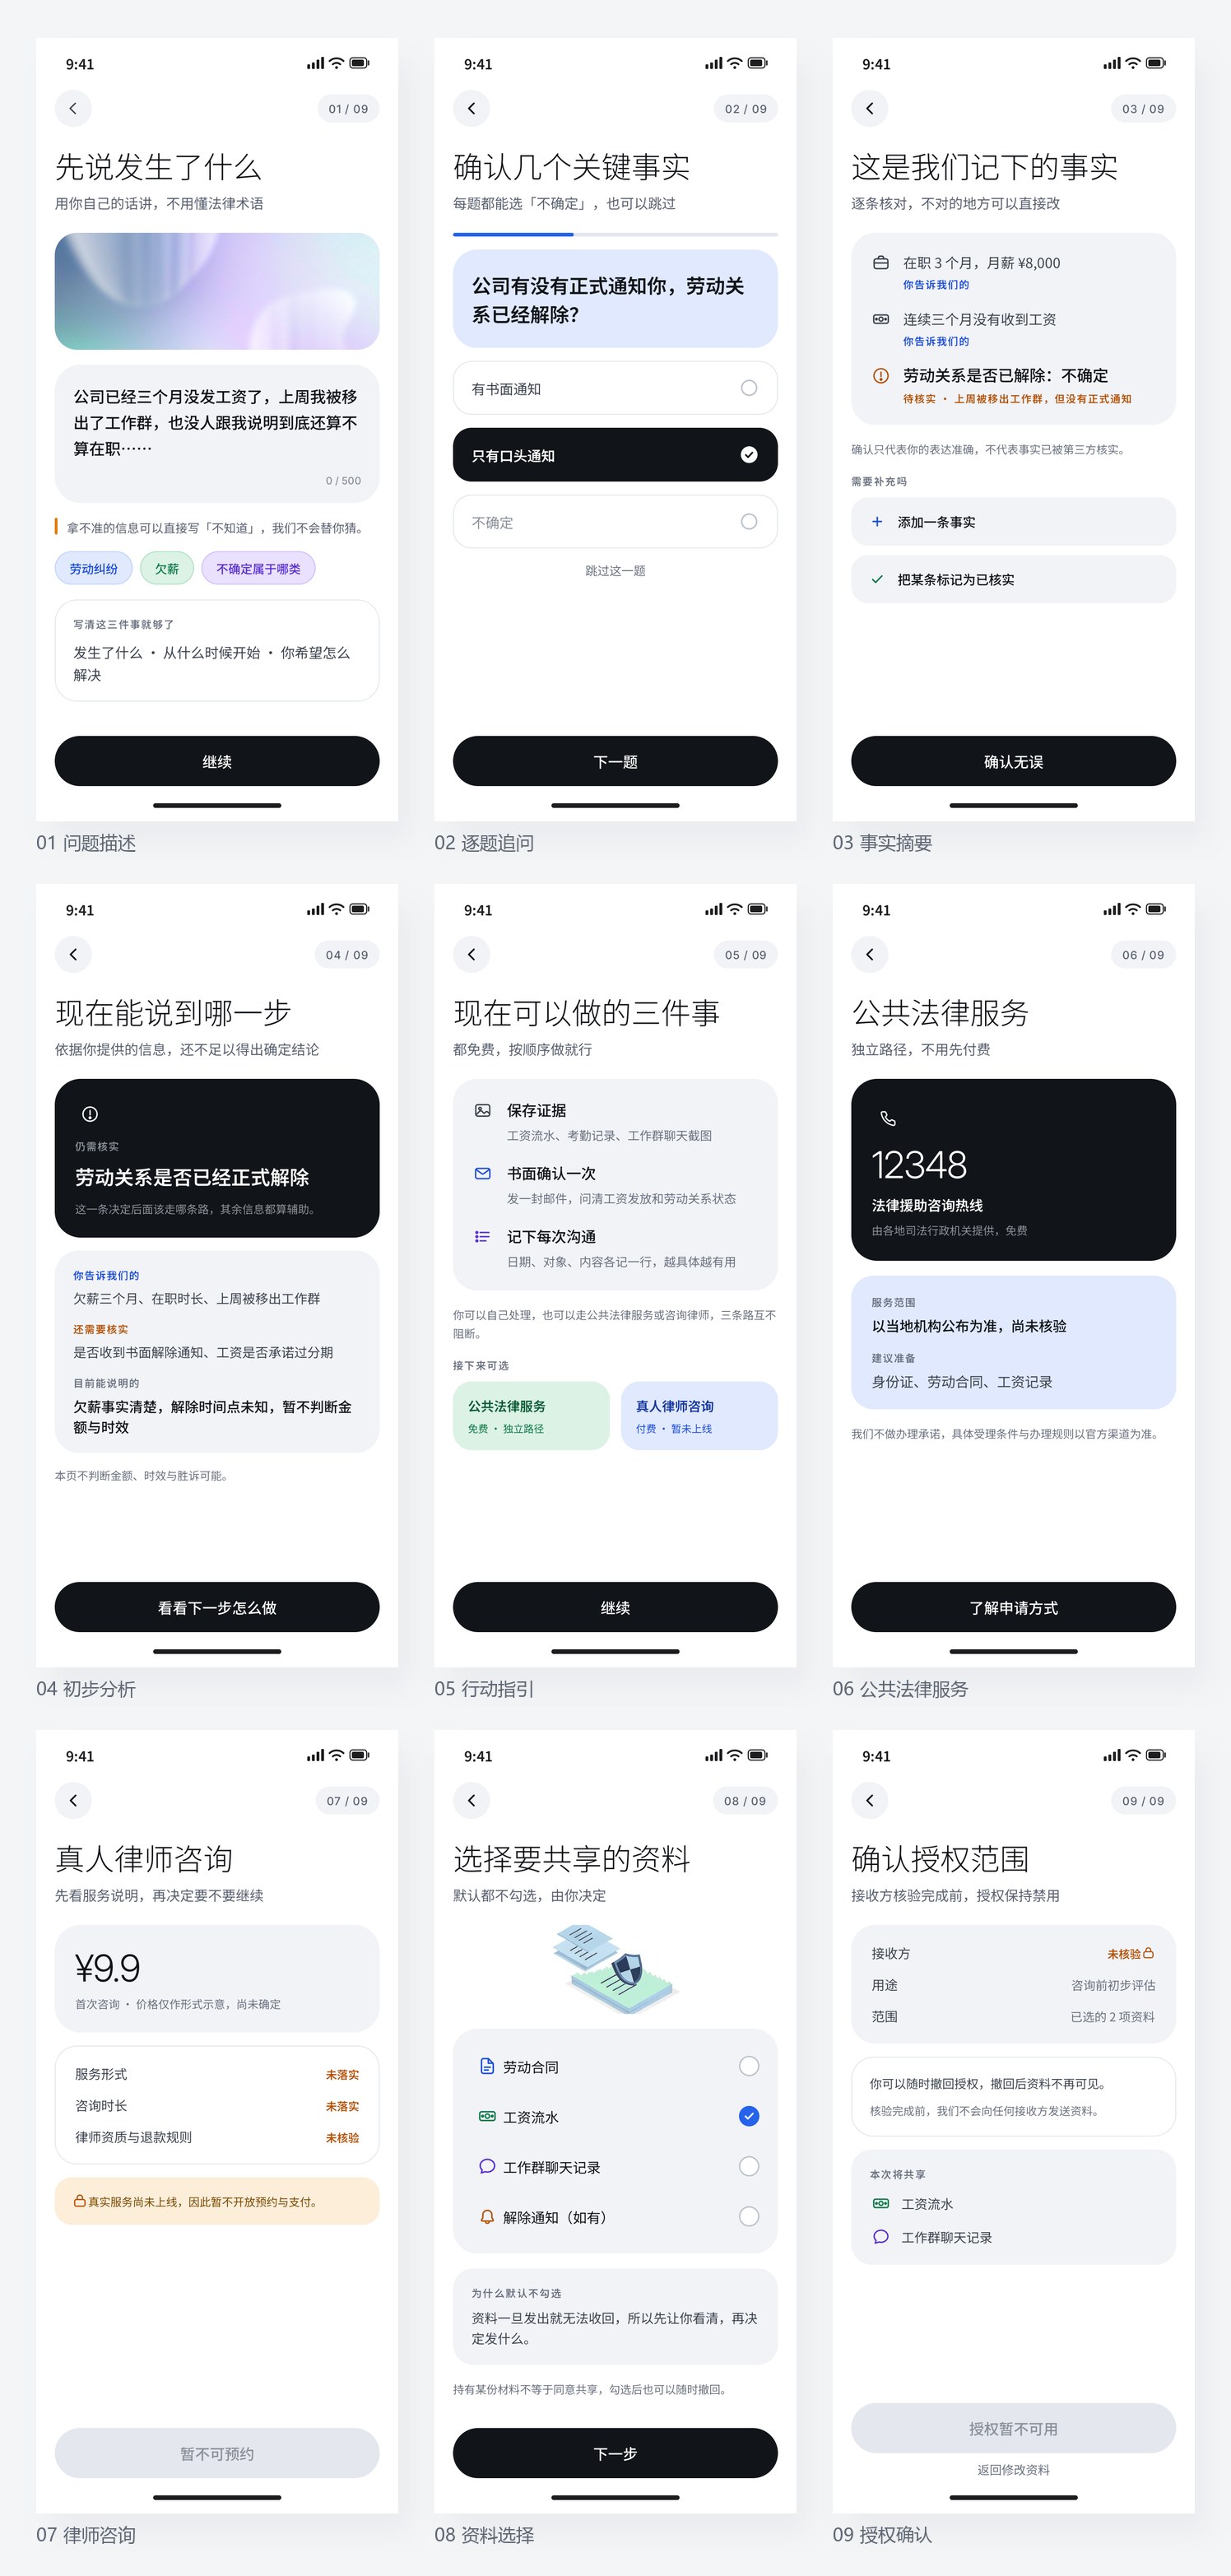 9:41
01 / 09
先说发生了什么
用你自己的话讲，不用懂法律术语
公司已经三个月没发工资了，上周我被移
出了工作群，也没人跟我说明到底还算不
算在职……
0 / 500
拿不准的信息可以直接写「不知道」，我们不会替你猜。
劳动纠纷
欠薪
不确定属于哪类
写清这三件事就够了
发生了什么 · 从什么时候开始 · 你希望怎么
解决
继续
01 问题描述
9:41
02 / 09
确认几个关键事实
每题都能选「不确定」，也可以跳过
公司有没有正式通知你，劳动关
系已经解除？
有书面通知
只有口头通知
不确定
跳过这一题
下一题
02 逐题追问
9:41
03 / 09
这是我们记下的事实
逐条核对，不对的地方可以直接改
在职 3 个月，月薪 ¥8,000
你告诉我们的
连续三个月没有收到工资
你告诉我们的
劳动关系是否已解除：不确定
待核实 · 上周被移出工作群，但没有正式通知
确认只代表你的表达准确，不代表事实已被第三方核实。
需要补充吗
添加一条事实
把某条标记为已核实
确认无误
03 事实摘要
9:41
04 / 09
现在能说到哪一步
依据你提供的信息，还不足以得出确定结论
仍需核实
劳动关系是否已经正式解除
这一条决定后面该走哪条路，其余信息都算辅助。
你告诉我们的
欠薪三个月、在职时长、上周被移出工作群
还需要核实
是否收到书面解除通知、工资是否承诺过分期
目前能说明的
欠薪事实清楚，解除时间点未知，暂不判断金
额与时效
本页不判断金额、时效与胜诉可能。
看看下一步怎么做
04 初步分析
9:41
05 / 09
现在可以做的三件事
都免费，按顺序做就行
保存证据
工资流水、考勤记录、工作群聊天截图
书面确认一次
发一封邮件，问清工资发放和劳动关系状态
记下每次沟通
日期、对象、内容各记一行，越具体越有用
你可以自己处理，也可以走公共法律服务或咨询律师，三条路互不
阻断。
接下来可选
公共法律服务
免费 · 独立路径
真人律师咨询
付费 · 暂未上线
继续
05 行动指引
9:41
06 / 09
公共法律服务
独立路径，不用先付费
12348
法律援助咨询热线
由各地司法行政机关提供，免费
服务范围
以当地机构公布为准，尚未核验
建议准备
身份证、劳动合同、工资记录
我们不做办理承诺，具体受理条件与办理规则以官方渠道为准。
了解申请方式
06 公共法律服务
9:41
07 / 09
真人律师咨询
先看服务说明，再决定要不要继续
¥9.9
首次咨询 · 价格仅作形式示意，尚未确定
服务形式 未落实
咨询时长 未落实
律师资质与退款规则 未核验
真实服务尚未上线，因此暂不开放预约与支付。
暂不可预约
07 律师咨询
9:41
08 / 09
选择要共享的资料
默认都不勾选，由你决定
劳动合同
工资流水
工作群聊天记录
解除通知（如有）
为什么默认不勾选
资料一旦发出就无法收回，所以先让你看清，再决
定发什么。
持有某份材料不等于同意共享，勾选后也可以随时撤回。
下一步
08 资料选择
9:41
09 / 09
确认授权范围
接收方核验完成前，授权保持禁用
接收方 未核验
用途 咨询前初步评估
范围 已选的 2 项资料
你可以随时撤回授权，撤回后资料不再可见。
核验完成前，我们不会向任何接收方发送资料。
本次将共享
工资流水
工作群聊天记录
授权暂不可用
返回修改资料
09 授权确认